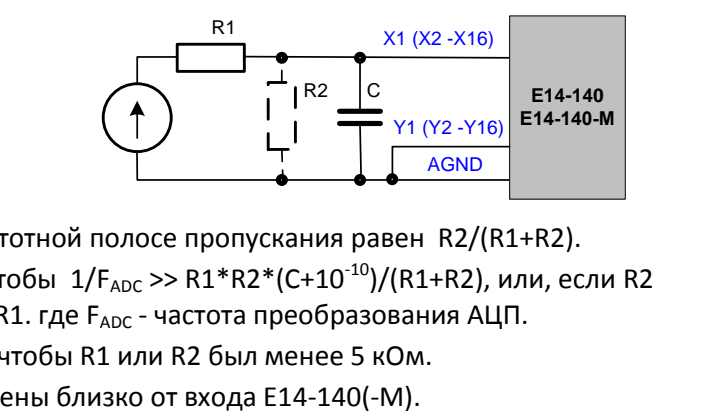 R1
X1 (X2 -X16)
R2
C
E14-140
E14-140-M
Y1 (Y2 -Y16)
AGND
тотной полосе пропускания равен R2/(R1+R2).
тобы 1/F_ADC >> R1*R2*(C+10^-10)/(R1+R2), или, если R2
R1. где F_ADC - частота преобразования АЦП.
чтобы R1 или R2 был менее 5 кОм.
ены близко от входа E14-140(-M).